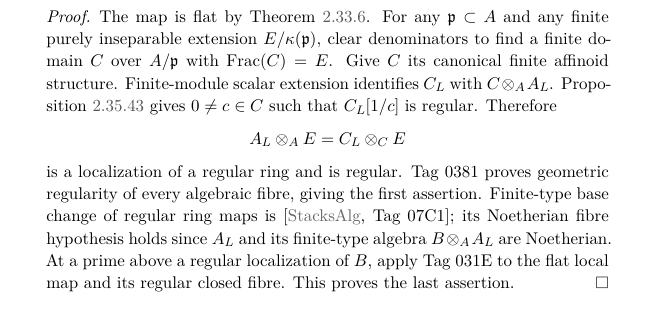 Proof. The map is flat by Theorem 2.33.6. For any 𝔭 ⊂ A and any finite
purely inseparable extension E/κ(𝔭), clear denominators to find a finite do-
main C over A/𝔭 with Frac(C) = E. Give C its canonical finite affinoid
structure. Finite-module scalar extension identifies C_L with C⊗_A A_L. Propo-
sition 2.35.43 gives 0 ≠ c ∈ C such that C_L[1/c] is regular. Therefore
A_L ⊗_A E = C_L ⊗_C E
is a localization of a regular ring and is regular. Tag 0381 proves geometric
regularity of every algebraic fibre, giving the first assertion. Finite-type base
change of regular ring maps is [StacksAlg, Tag 07C1]; its Noetherian fibre
hypothesis holds since A_L and its finite-type algebra B⊗_A A_L are Noetherian.
At a prime above a regular localization of B, apply Tag 031E to the flat local
map and its regular closed fibre. This proves the last assertion. □